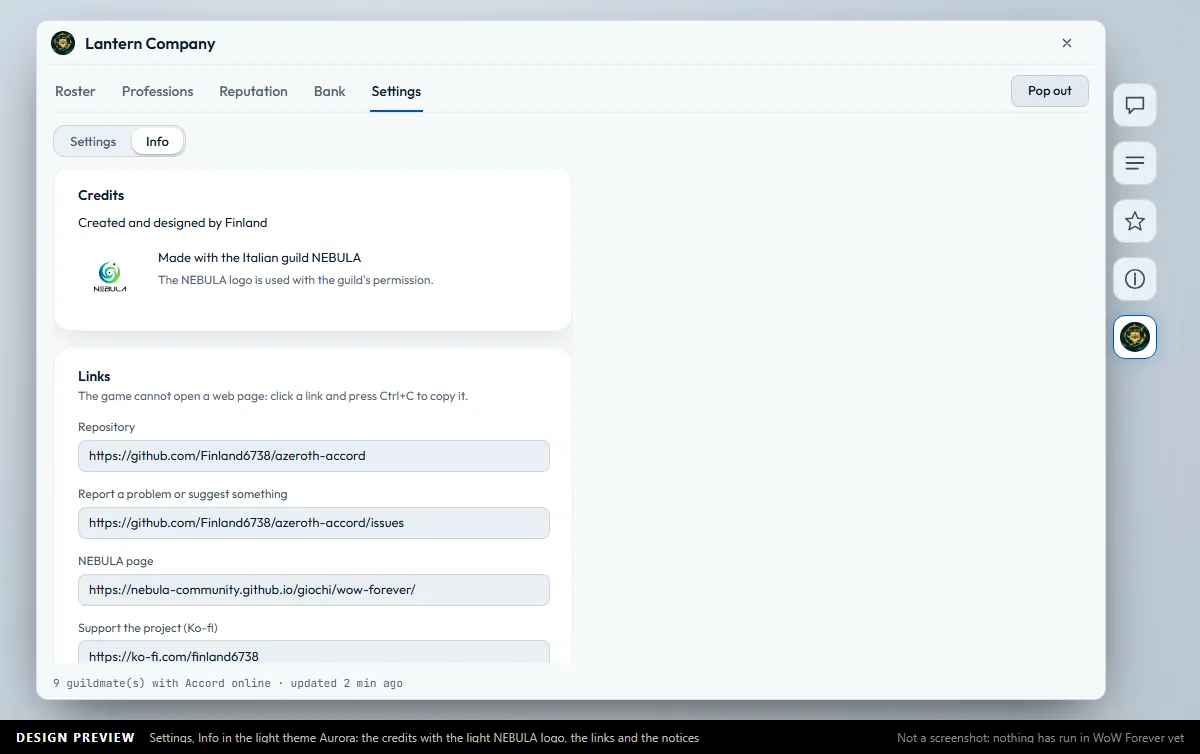 Lantern Company
Roster
Professions
Reputation
Bank
Settings
Pop out
Settings
Info
Credits
Created and designed by Finland
NEBULA
Made with the Italian guild NEBULA
The NEBULA logo is used with the guild's permission.
Links
The game cannot open a web page: click a link and press Ctrl+C to copy it.
Repository
https://github.com/Finland6738/azeroth-accord
Report a problem or suggest something
https://github.com/Finland6738/azeroth-accord/issues
NEBULA page
https://nebula-community.github.io/giochi/wow-forever/
Support the project (Ko-fi)
https://ko-fi.com/finland6738
9 guildmate(s) with Accord online · updated 2 min ago
DESIGN PREVIEW
Settings, Info in the light theme Aurora: the credits with the light NEBULA logo, the links and the notices
Not a screenshot: nothing has run in WoW Forever yet